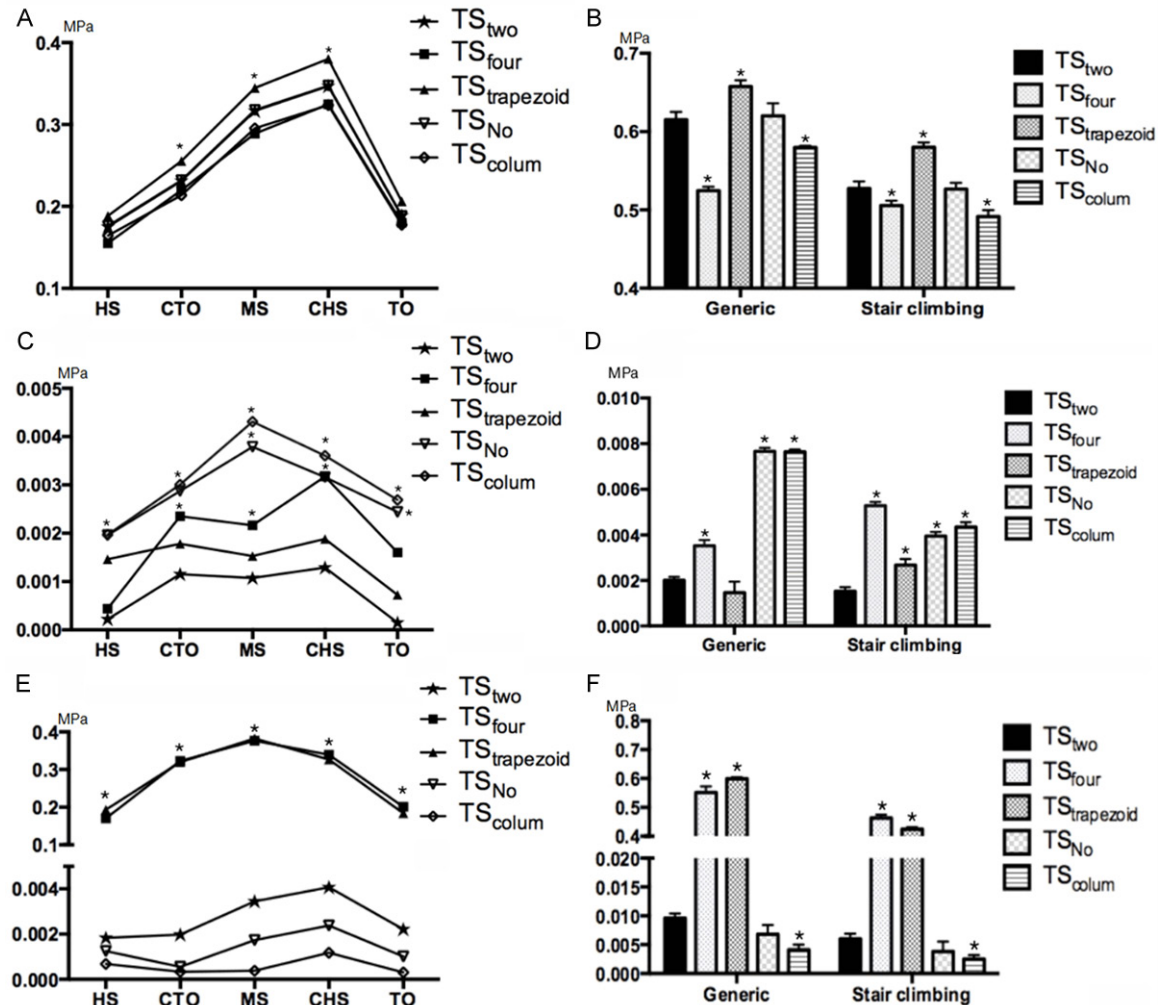 A
MPa
0.4
0.3
0.2
0.1
HS CTO MS CHS TO
* * *
TStwo
TSfour
TStrapezoid
TSNo
TScolum
B
MPa
0.7
0.6
0.5
0.4
* * * * * *
Generic Stair climbing
TStwo
TSfour
TStrapezoid
TSNo
TScolum
C
MPa
0.005
0.004
0.003
0.002
0.001
0.000
* * * * * * * * * * *
HS CTO MS CHS TO
TStwo
TSfour
TStrapezoid
TSNo
TScolum
D
MPa
0.010
0.008
0.006
0.004
0.002
0.000
* * * * * * *
Generic Stair climbing
TStwo
TSfour
TStrapezoid
TSNo
TScolum
E
MPa
0.4
0.3
0.2
0.1
0.004
0.002
0.000
* * * * *
HS CTO MS CHS TO
TStwo
TSfour
TStrapezoid
TSNo
TScolum
F
MPa
0.8
0.7
0.6
0.5
0.4
0.020
0.015
0.010
0.005
0.000
* * * * * *
Generic Stair climbing
TStwo
TSfour
TStrapezoid
TSNo
TScolum